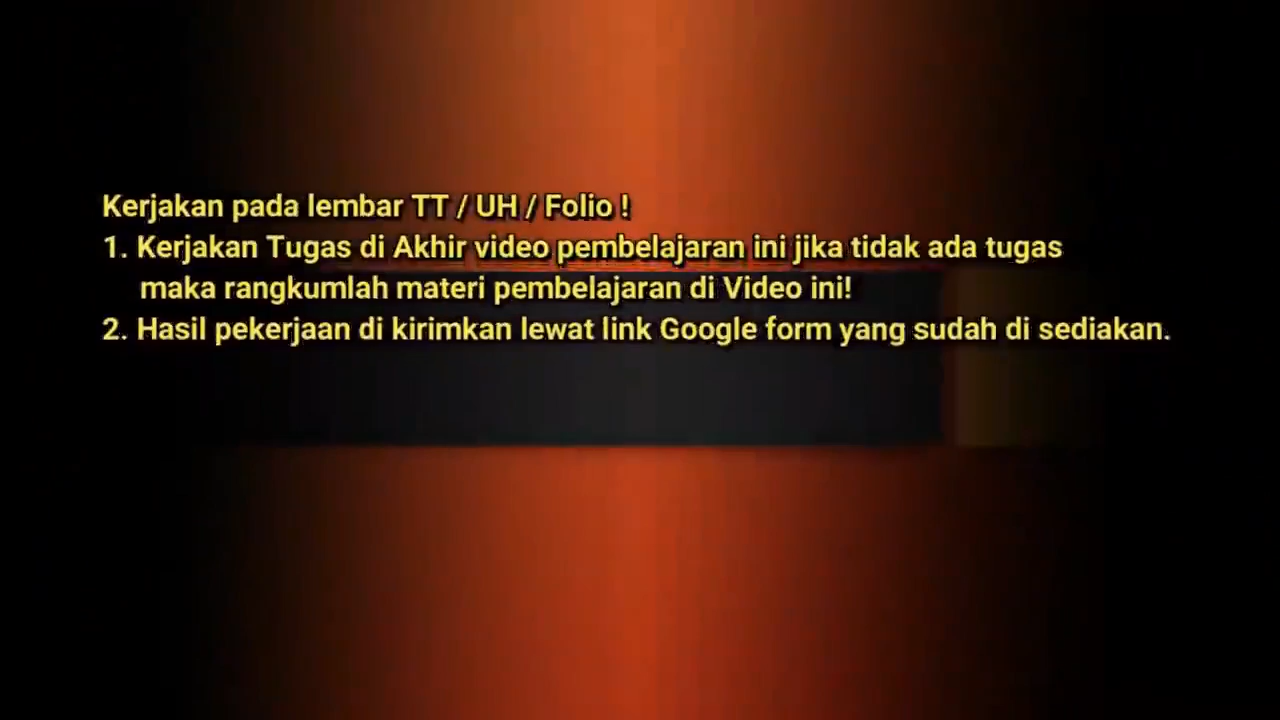 Kerjakan pada lembar TT / UH / Folio !
1. Kerjakan Tugas di Akhir video pembelajaran ini jika tidak ada tugas
maka rangkumlah materi pembelajaran di Video ini!
2. Hasil pekerjaan di kirimkan lewat link Google form yang sudah di sediakan.